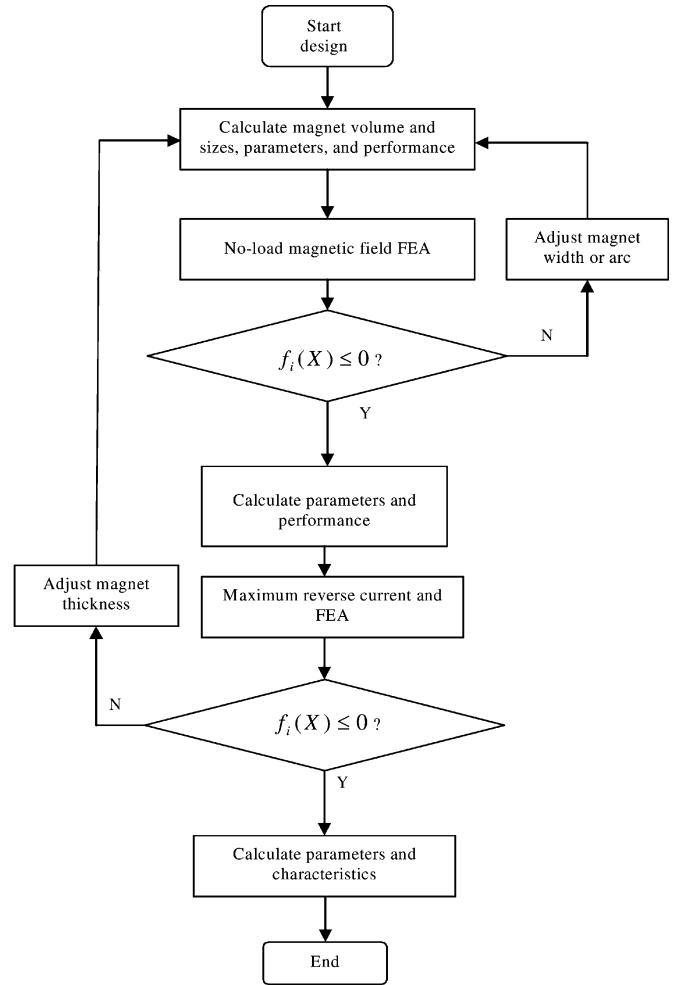 Start
design
Calculate magnet volume and
sizes, parameters, and performance
No-load magnetic field FEA
Adjust magnet
width or arc
N
f_i(X) ≤ 0 ?
Y
Calculate parameters and
performance
Adjust magnet
thickness
Maximum reverse current and
FEA
N
f_i(X) ≤ 0 ?
Y
Calculate parameters and
characteristics
End